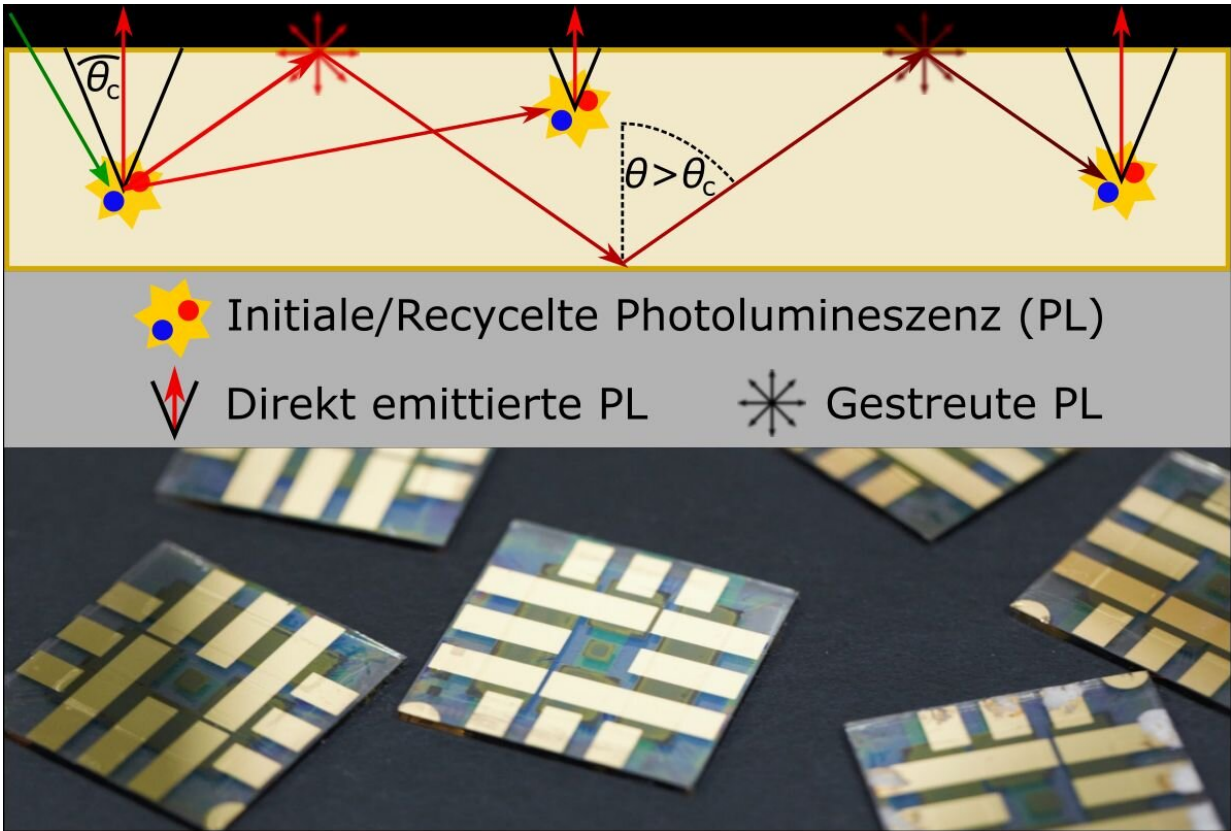 θc
θ>θc
Initiale/Recycelte Photolumineszenz (PL)
Direkt emittierte PL
Gestreute PL